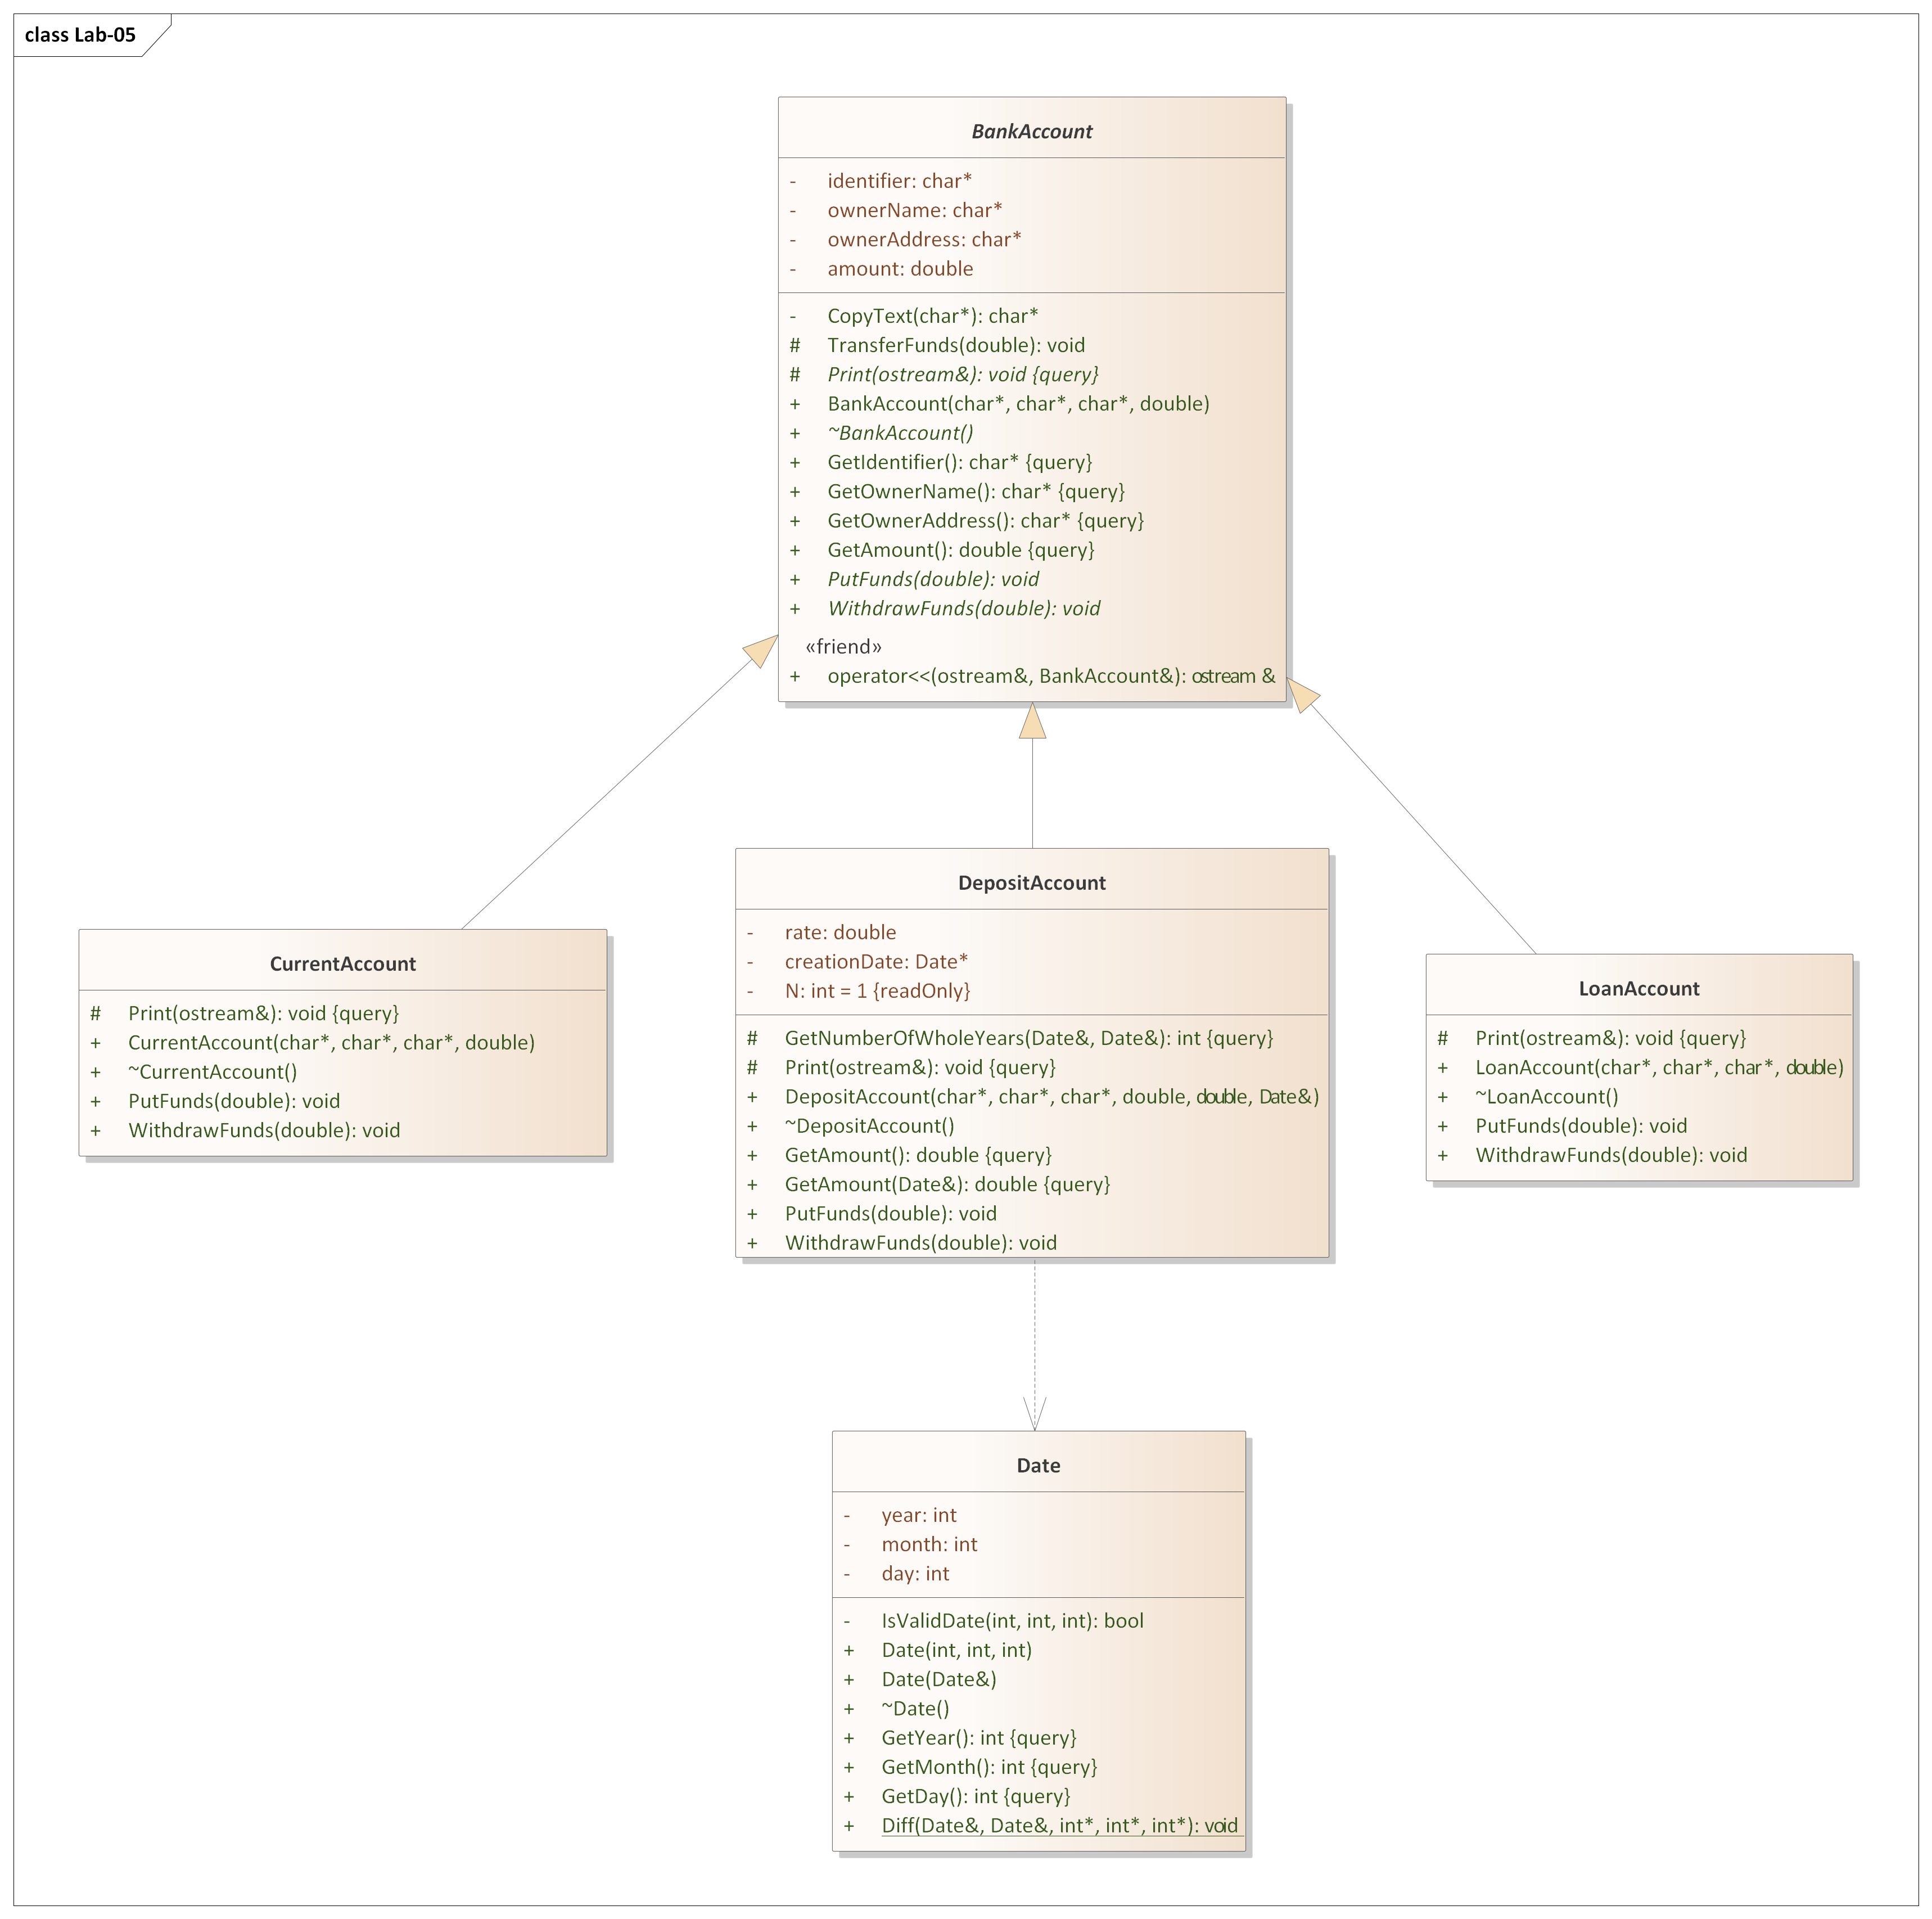 class Lab-05
BankAccount
- identifier: char*
- ownerName: char*
- ownerAddress: char*
- amount: double
- CopyText(char*): char*
# TransferFunds(double): void
# Print(ostream&): void {query}
+ BankAccount(char*, char*, char*, double)
+ ~BankAccount()
+ GetIdentifier(): char* {query}
+ GetOwnerName(): char* {query}
+ GetOwnerAddress(): char* {query}
+ GetAmount(): double {query}
+ PutFunds(double): void
+ WithdrawFunds(double): void
«friend»
+ operator<<(ostream&, BankAccount&): ostream &
CurrentAccount
# Print(ostream&): void {query}
+ CurrentAccount(char*, char*, char*, double)
+ ~CurrentAccount()
+ PutFunds(double): void
+ WithdrawFunds(double): void
DepositAccount
- rate: double
- creationDate: Date*
- N: int = 1 {readOnly}
# GetNumberOfWholeYears(Date&, Date&): int {query}
# Print(ostream&): void {query}
+ DepositAccount(char*, char*, char*, double, double, Date&)
+ ~DepositAccount()
+ GetAmount(): double {query}
+ GetAmount(Date&): double {query}
+ PutFunds(double): void
+ WithdrawFunds(double): void
LoanAccount
# Print(ostream&): void {query}
+ LoanAccount(char*, char*, char*, double)
+ ~LoanAccount()
+ PutFunds(double): void
+ WithdrawFunds(double): void
Date
- year: int
- month: int
- day: int
- IsValidDate(int, int, int): bool
+ Date(int, int, int)
+ Date(Date&)
+ ~Date()
+ GetYear(): int {query}
+ GetMonth(): int {query}
+ GetDay(): int {query}
+ Diff(Date&, Date&, int*, int*, int*): void